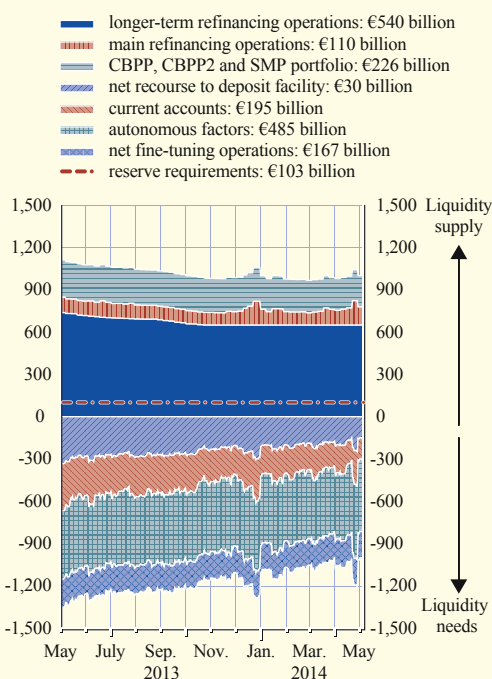 longer-term refinancing operations: €540 billion
main refinancing operations: €110 billion
CBPP, CBPP2 and SMP portfolio: €226 billion
net recourse to deposit facility: €30 billion
current accounts: €195 billion
autonomous factors: €485 billion
net fine-tuning operations: €167 billion
reserve requirements: €103 billion
1,500 1,500 Liquidity
supply
1,200 1,200
900 900
600 600
300 300
0 0
-300 -300
-600 -600
-900 -900
-1,200 -1,200
Liquidity
-1,500 -1,500 needs
May July Sep. Nov. Jan. Mar. May
2013 2014